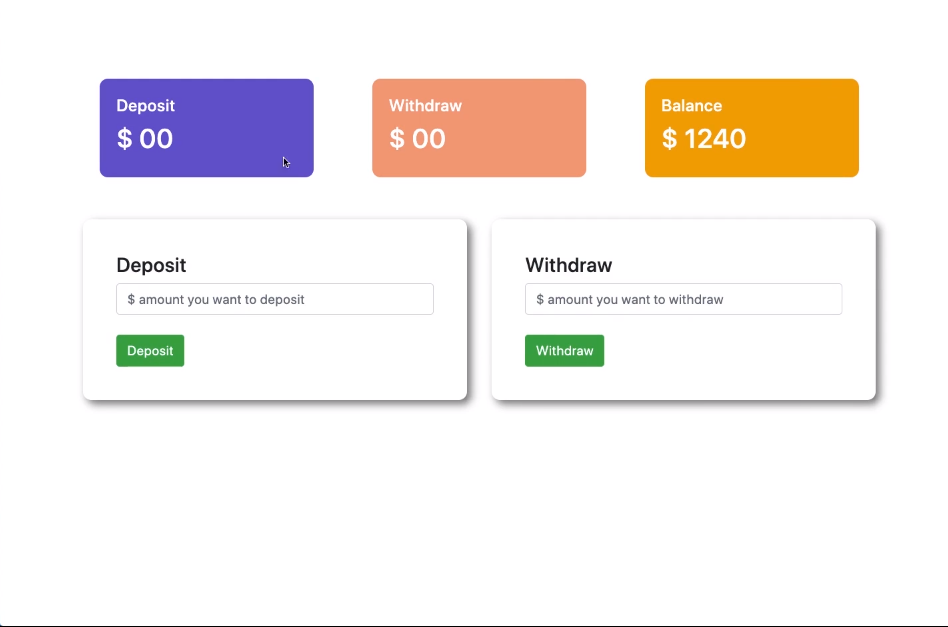 Deposit
$ 00
Withdraw
$ 00
Balance
$ 1240
Deposit
$ amount you want to deposit
Deposit
Withdraw
$ amount you want to withdraw
Withdraw